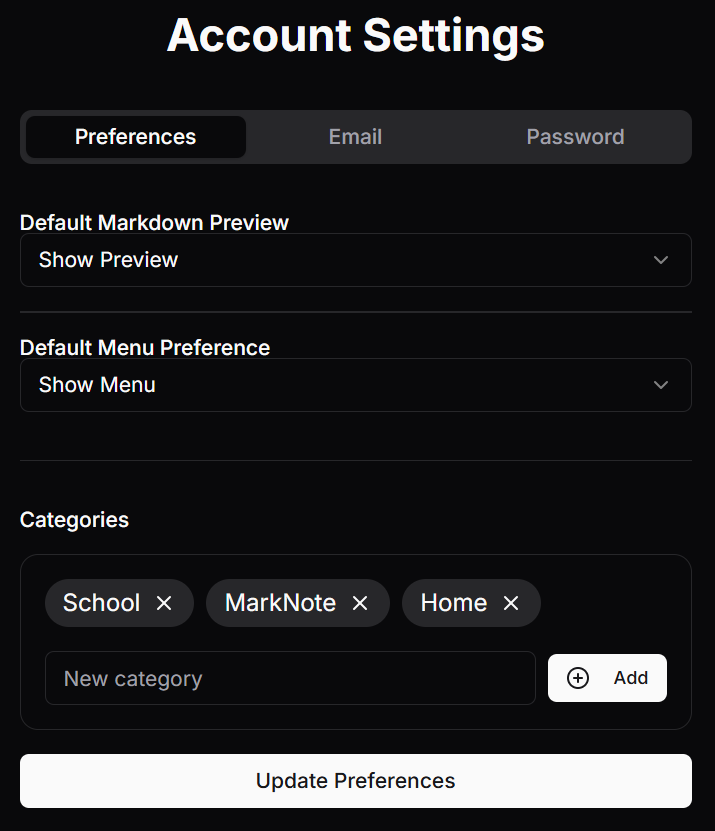 Account Settings
Preferences Email Password
Default Markdown Preview
Show Preview
Default Menu Preference
Show Menu
Categories
School MarkNote Home
New category Add
Update Preferences